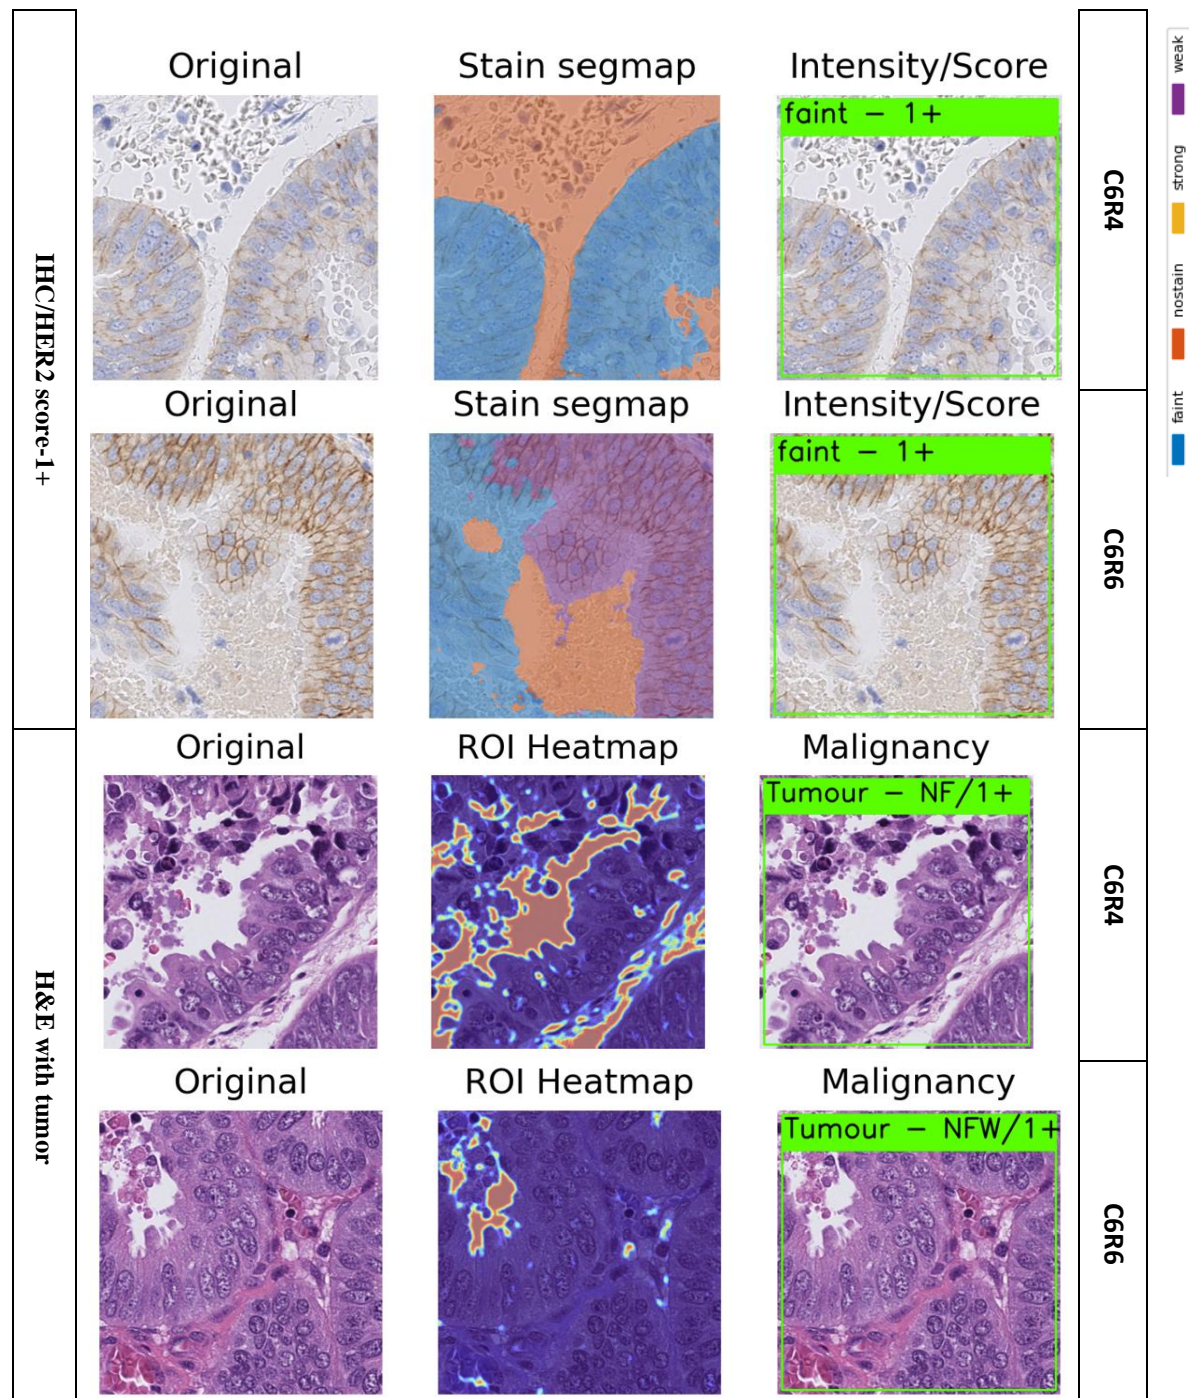 IHC/HER2 score-1+
Original
Stain segmap
Intensity/Score
faint - 1+
C6R4
Original
Stain segmap
Intensity/Score
faint - 1+
C6R6
H&E with tumor
Original
ROI Heatmap
Malignancy
Tumour - NF/1+
C6R4
Original
ROI Heatmap
Malignancy
Tumour - NFW/1+
C6R6
faint
nostain
strong
weak